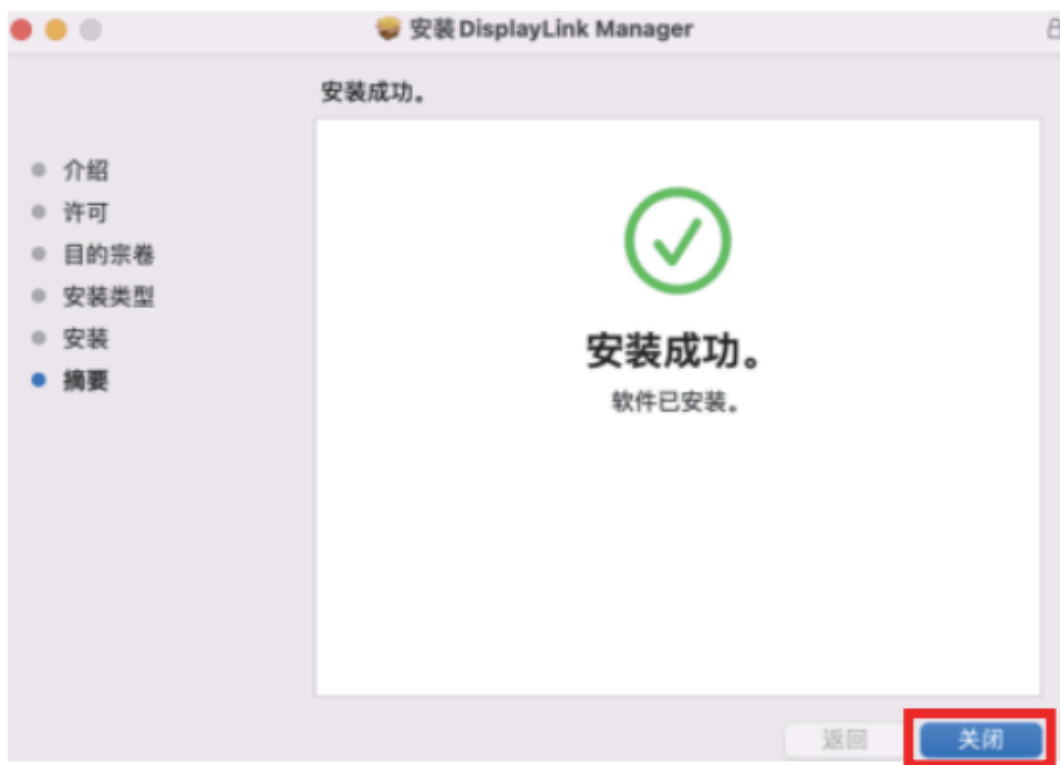 安装 DisplayLink Manager
安装成功。
介绍
许可
目的宗卷
安装类型
安装
摘要
安装成功。
软件已安装。
返回
关闭